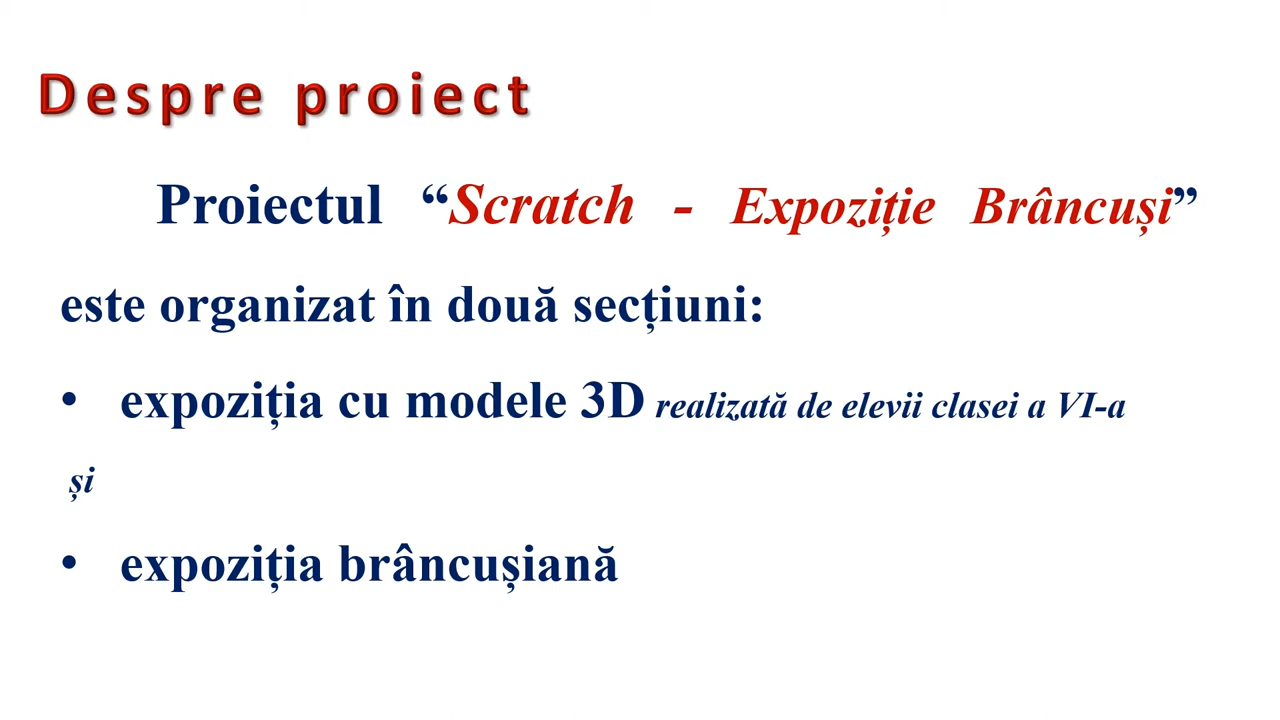 Despre proiect
Proiectul “Scratch - Expoziție Brâncuși”
este organizat în două secțiuni:
• expoziția cu modele 3D realizată de elevii clasei a VI-a
și
• expoziția brâncușiană